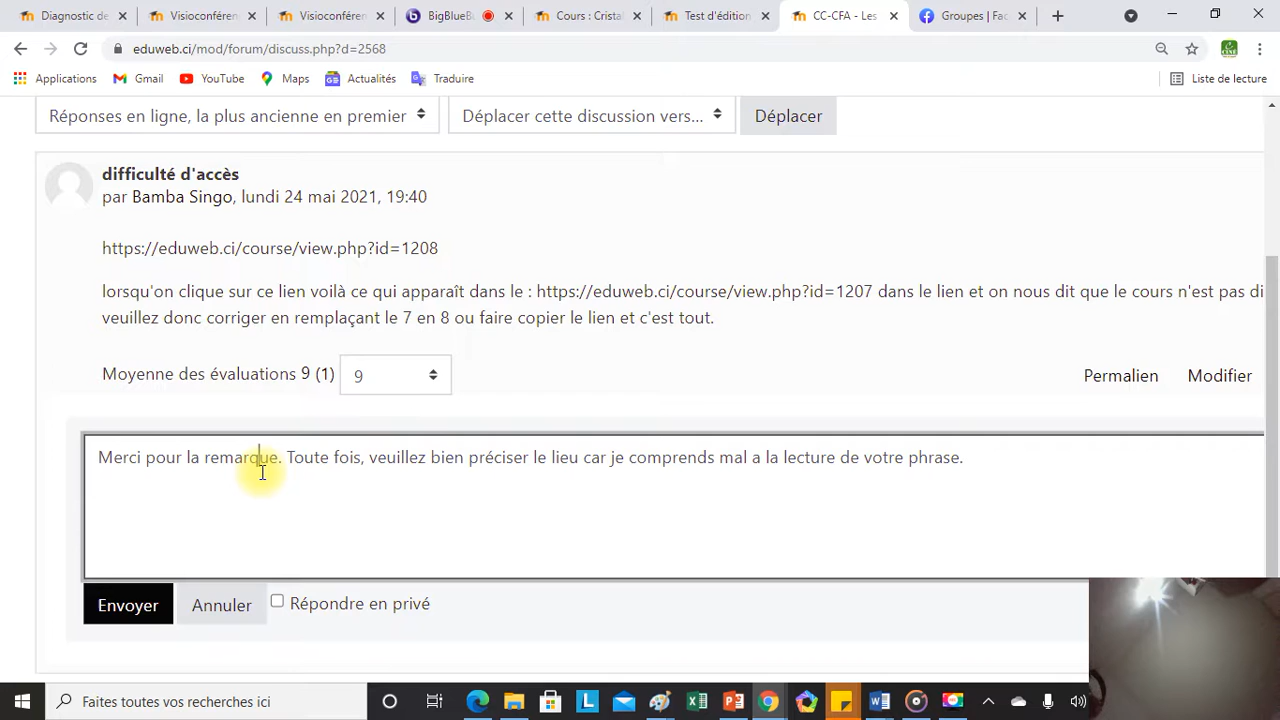 Diagnostic de
Visioconféren
Visioconféren
BigBlueBu
Cours : Cristal
Test d'édition
CC-CFA - Les
Groupes | Fac
eduweb.ci/mod/forum/discuss.php?d=2568
Applications
Gmail
YouTube
Maps
Actualités
Traduire
Liste de lecture
Réponses en ligne, la plus ancienne en premier
Déplacer cette discussion vers...
Déplacer
difficulté d'accès
par Bamba Singo, lundi 24 mai 2021, 19:40
https://eduweb.ci/course/view.php?id=1208
lorsqu'on clique sur ce lien voilà ce qui apparaît dans le : https://eduweb.ci/course/view.php?id=1207 dans le lien et on nous dit que le cours n'est pas di
veuillez donc corriger en remplaçant le 7 en 8 ou faire copier le lien et c'est tout.
Moyenne des évaluations 9 (1)
9
Permalien
Modifier
Merci pour la remarque. Toute fois, veuillez bien préciser le lieu car je comprends mal a la lecture de votre phrase.
Envoyer
Annuler
Répondre en privé
Faites toutes vos recherches ici